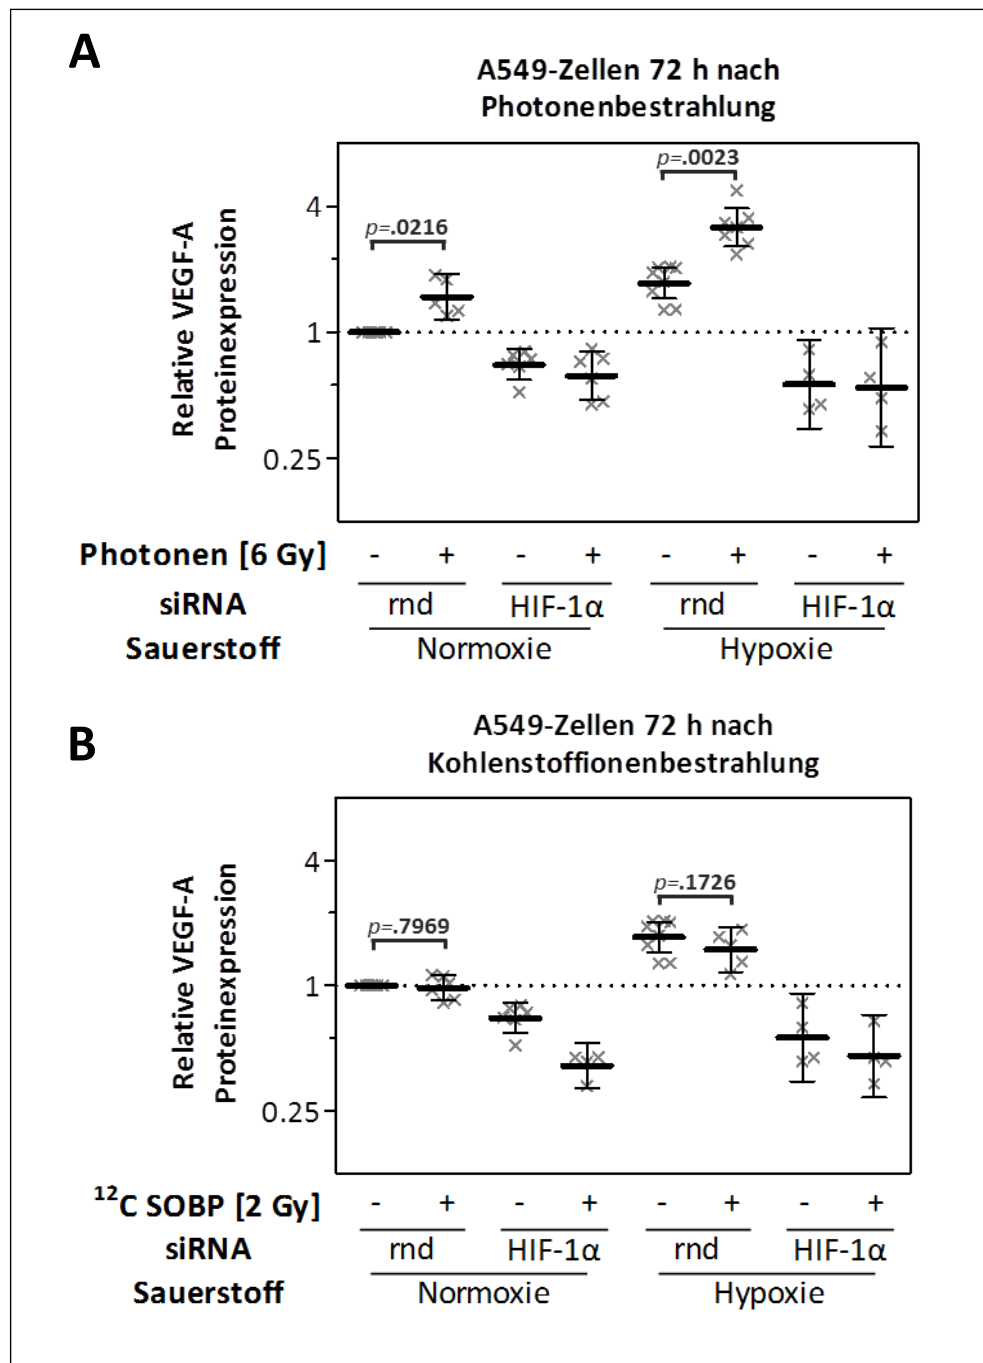 A
A549-Zellen 72 h nach
Photonenbestrahlung
Relative VEGF-A
Proteinexpression
4
1
0.25
p=.0216
p=.0023
Photonen [6 Gy] - + - + - + - +
siRNA rnd HIF-1α rnd HIF-1α
Sauerstoff Normoxie Hypoxie
B
A549-Zellen 72 h nach
Kohlenstoffionenbestrahlung
Relative VEGF-A
Proteinexpression
4
1
0.25
p=.7969
p=.1726
¹²C SOBP [2 Gy] - + - + - + - +
siRNA rnd HIF-1α rnd HIF-1α
Sauerstoff Normoxie Hypoxie